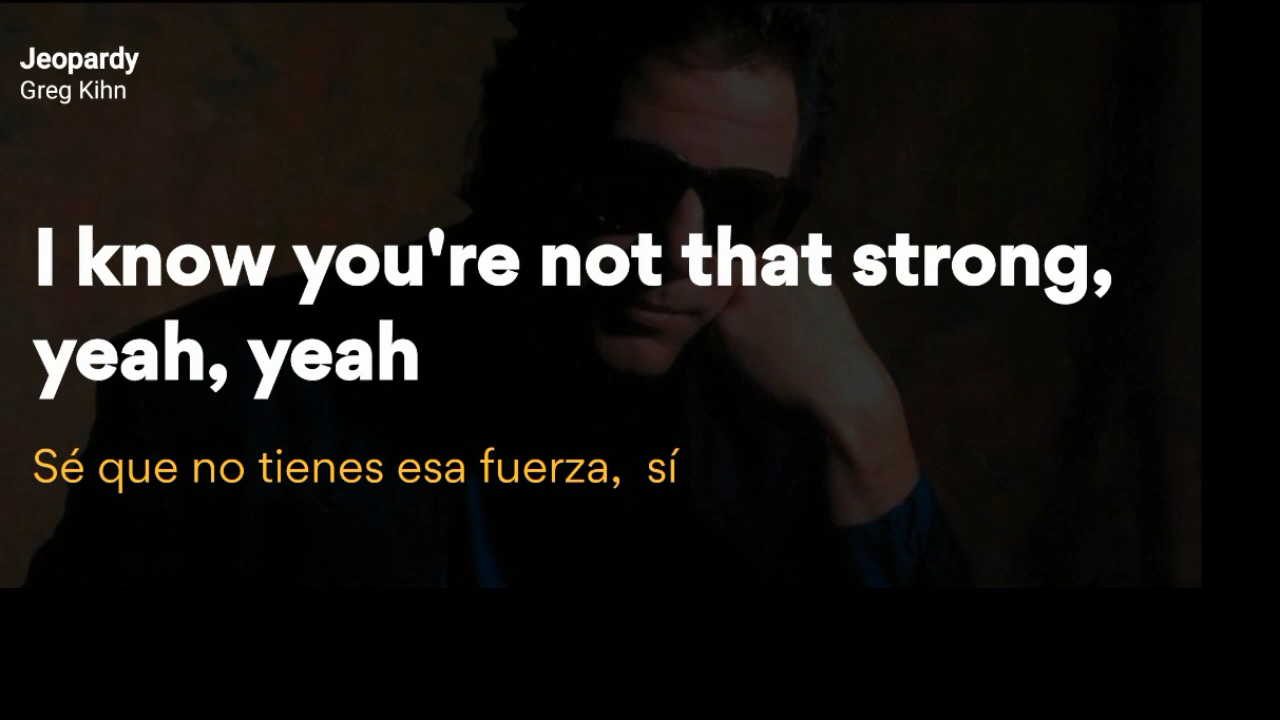 Jeopardy
Greg Kihn
I know you're not that strong,
yeah, yeah
Sé que no tienes esa fuerza,  sí